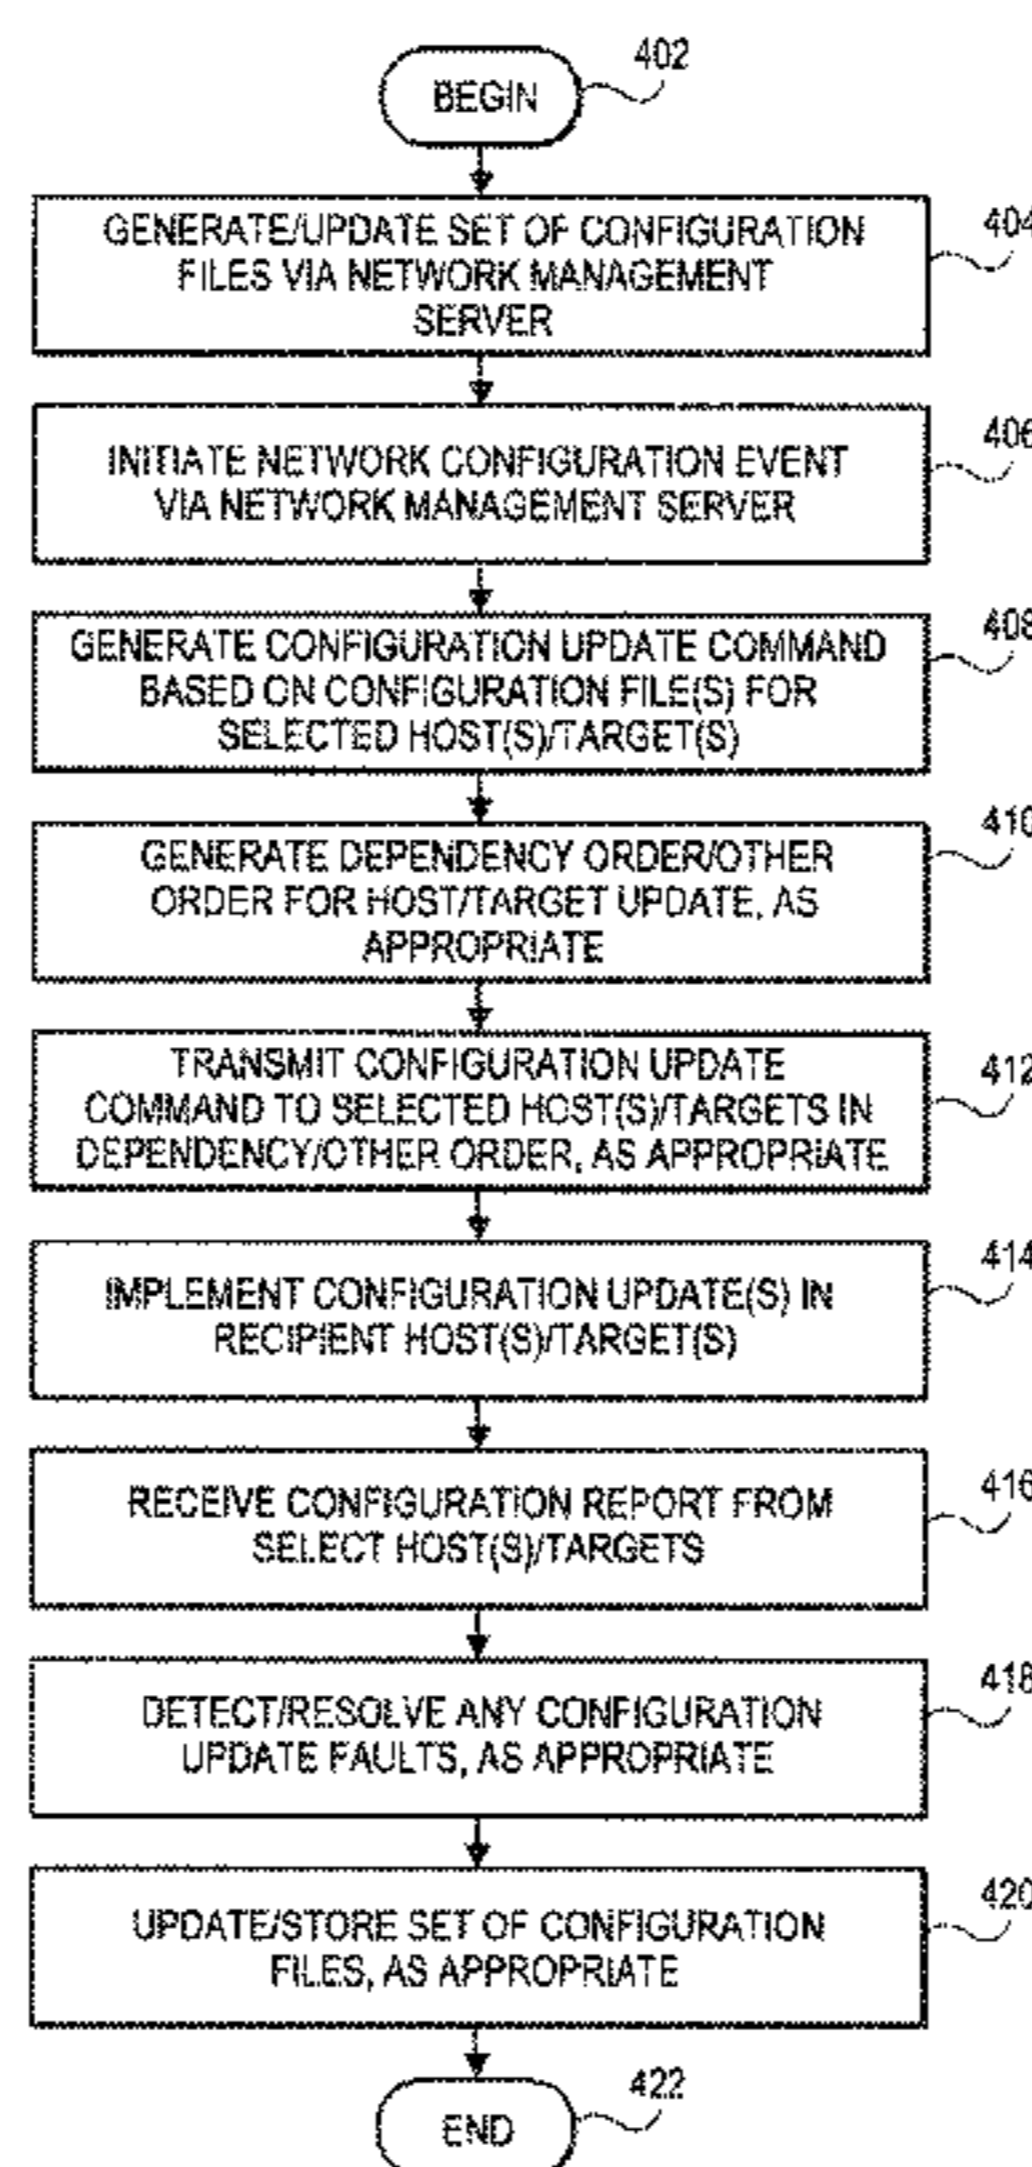 BEGIN
402
GENERATE/UPDATE SET OF CONFIGURATION
FILES VIA NETWORK MANAGEMENT
SERVER
404
INITIATE NETWORK CONFIGURATION EVENT
VIA NETWORK MANAGEMENT SERVER
406
GENERATE CONFIGURATION UPDATE COMMAND
BASED ON CONFIGURATION FILE(S) FOR
SELECTED HOST(S)/TARGET(S)
408
GENERATE DEPENDENCY ORDER/OTHER
ORDER FOR HOST/TARGET UPDATE, AS
APPROPRIATE
410
TRANSMIT CONFIGURATION UPDATE
COMMAND TO SELECTED HOST(S)/TARGETS IN
DEPENDENCY/OTHER ORDER, AS APPROPRIATE
412
IMPLEMENT CONFIGURATION UPDATE(S) IN
RECIPIENT HOST(S)/TARGET(S)
414
RECEIVE CONFIGURATION REPORT FROM
SELECT HOST(S)/TARGETS
416
DETECT/RESOLVE ANY CONFIGURATION
UPDATE FAULTS, AS APPROPRIATE
418
UPDATE/STORE SET OF CONFIGURATION
FILES, AS APPROPRIATE
420
END
422